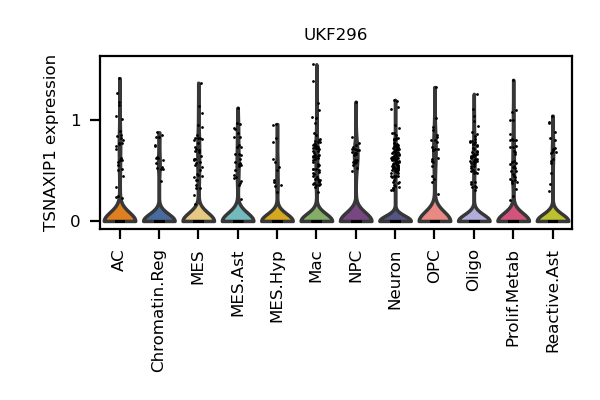 UKF296
TSNAXIP1 expression
1
0
AC
Chromatin.Reg
MES
MES.Ast
MES.Hyp
Mac
NPC
Neuron
OPC
Oligo
Prolif.Metab
Reactive.Ast